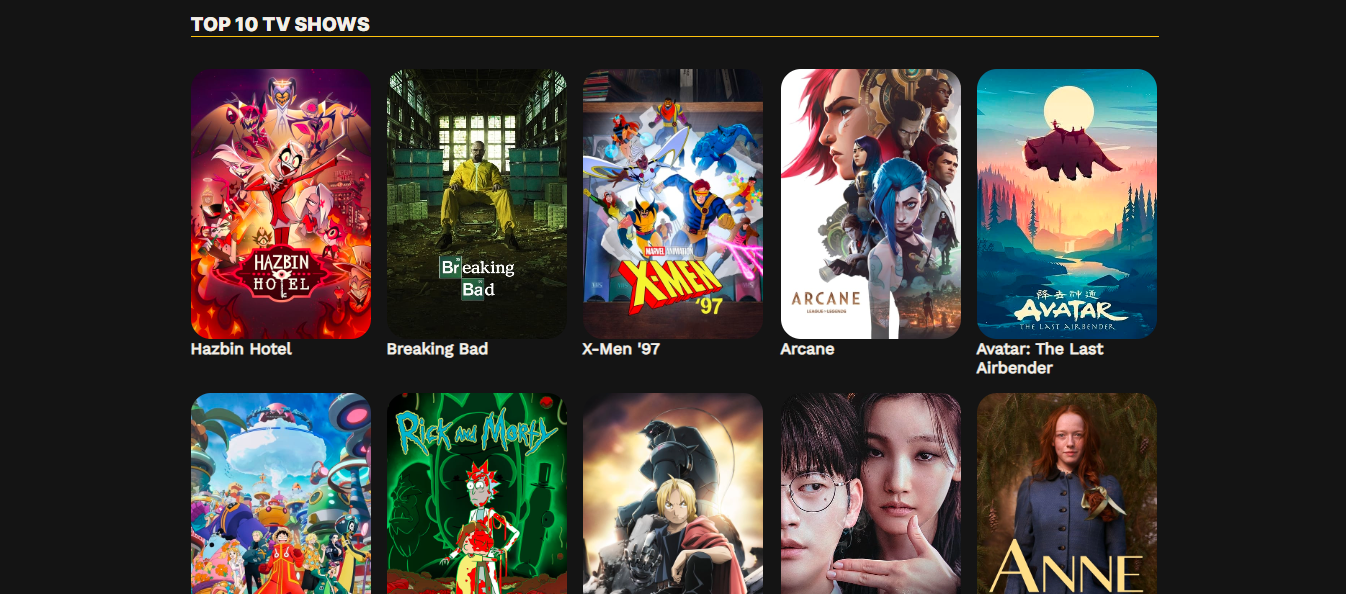 TOP 10 TV SHOWS
HAZBIN
HOTEL
Breaking
Bad
MARVEL ANIMATION
X-MEN
'97
ARCANE
LEAGUE OF LEGENDS
降去神通
AVATAR
THE LAST AIRBENDER
Hazbin Hotel
Breaking Bad
X-Men '97
Arcane
Avatar: The Last
Airbender
Rick and Morty
ANNE